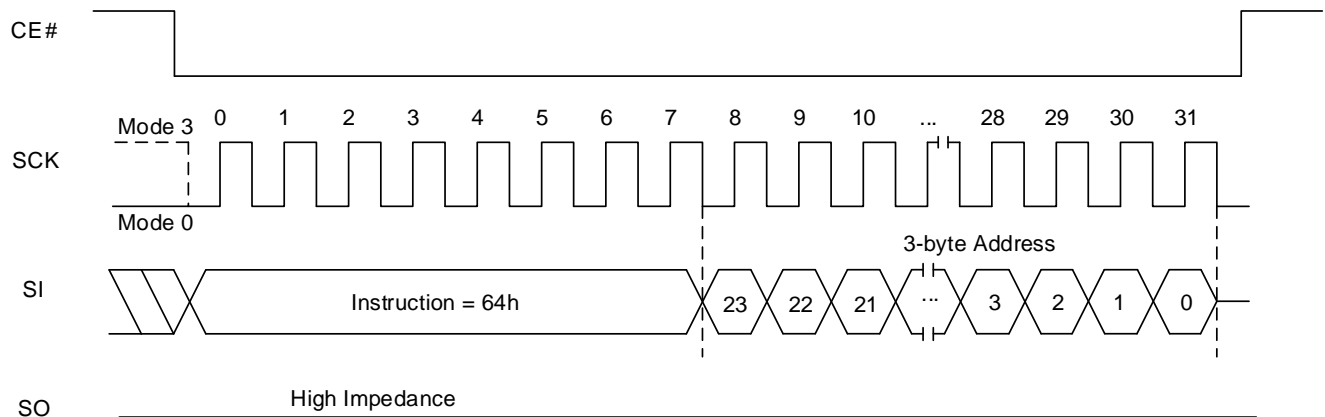 CE#
Mode 3 0 1 2 3 4 5 6 7 8 9 10 ... 28 29 30 31
SCK
Mode 0
3-byte Address
SI Instruction = 64h 23 22 21 ... 3 2 1 0
High Impedance
SO